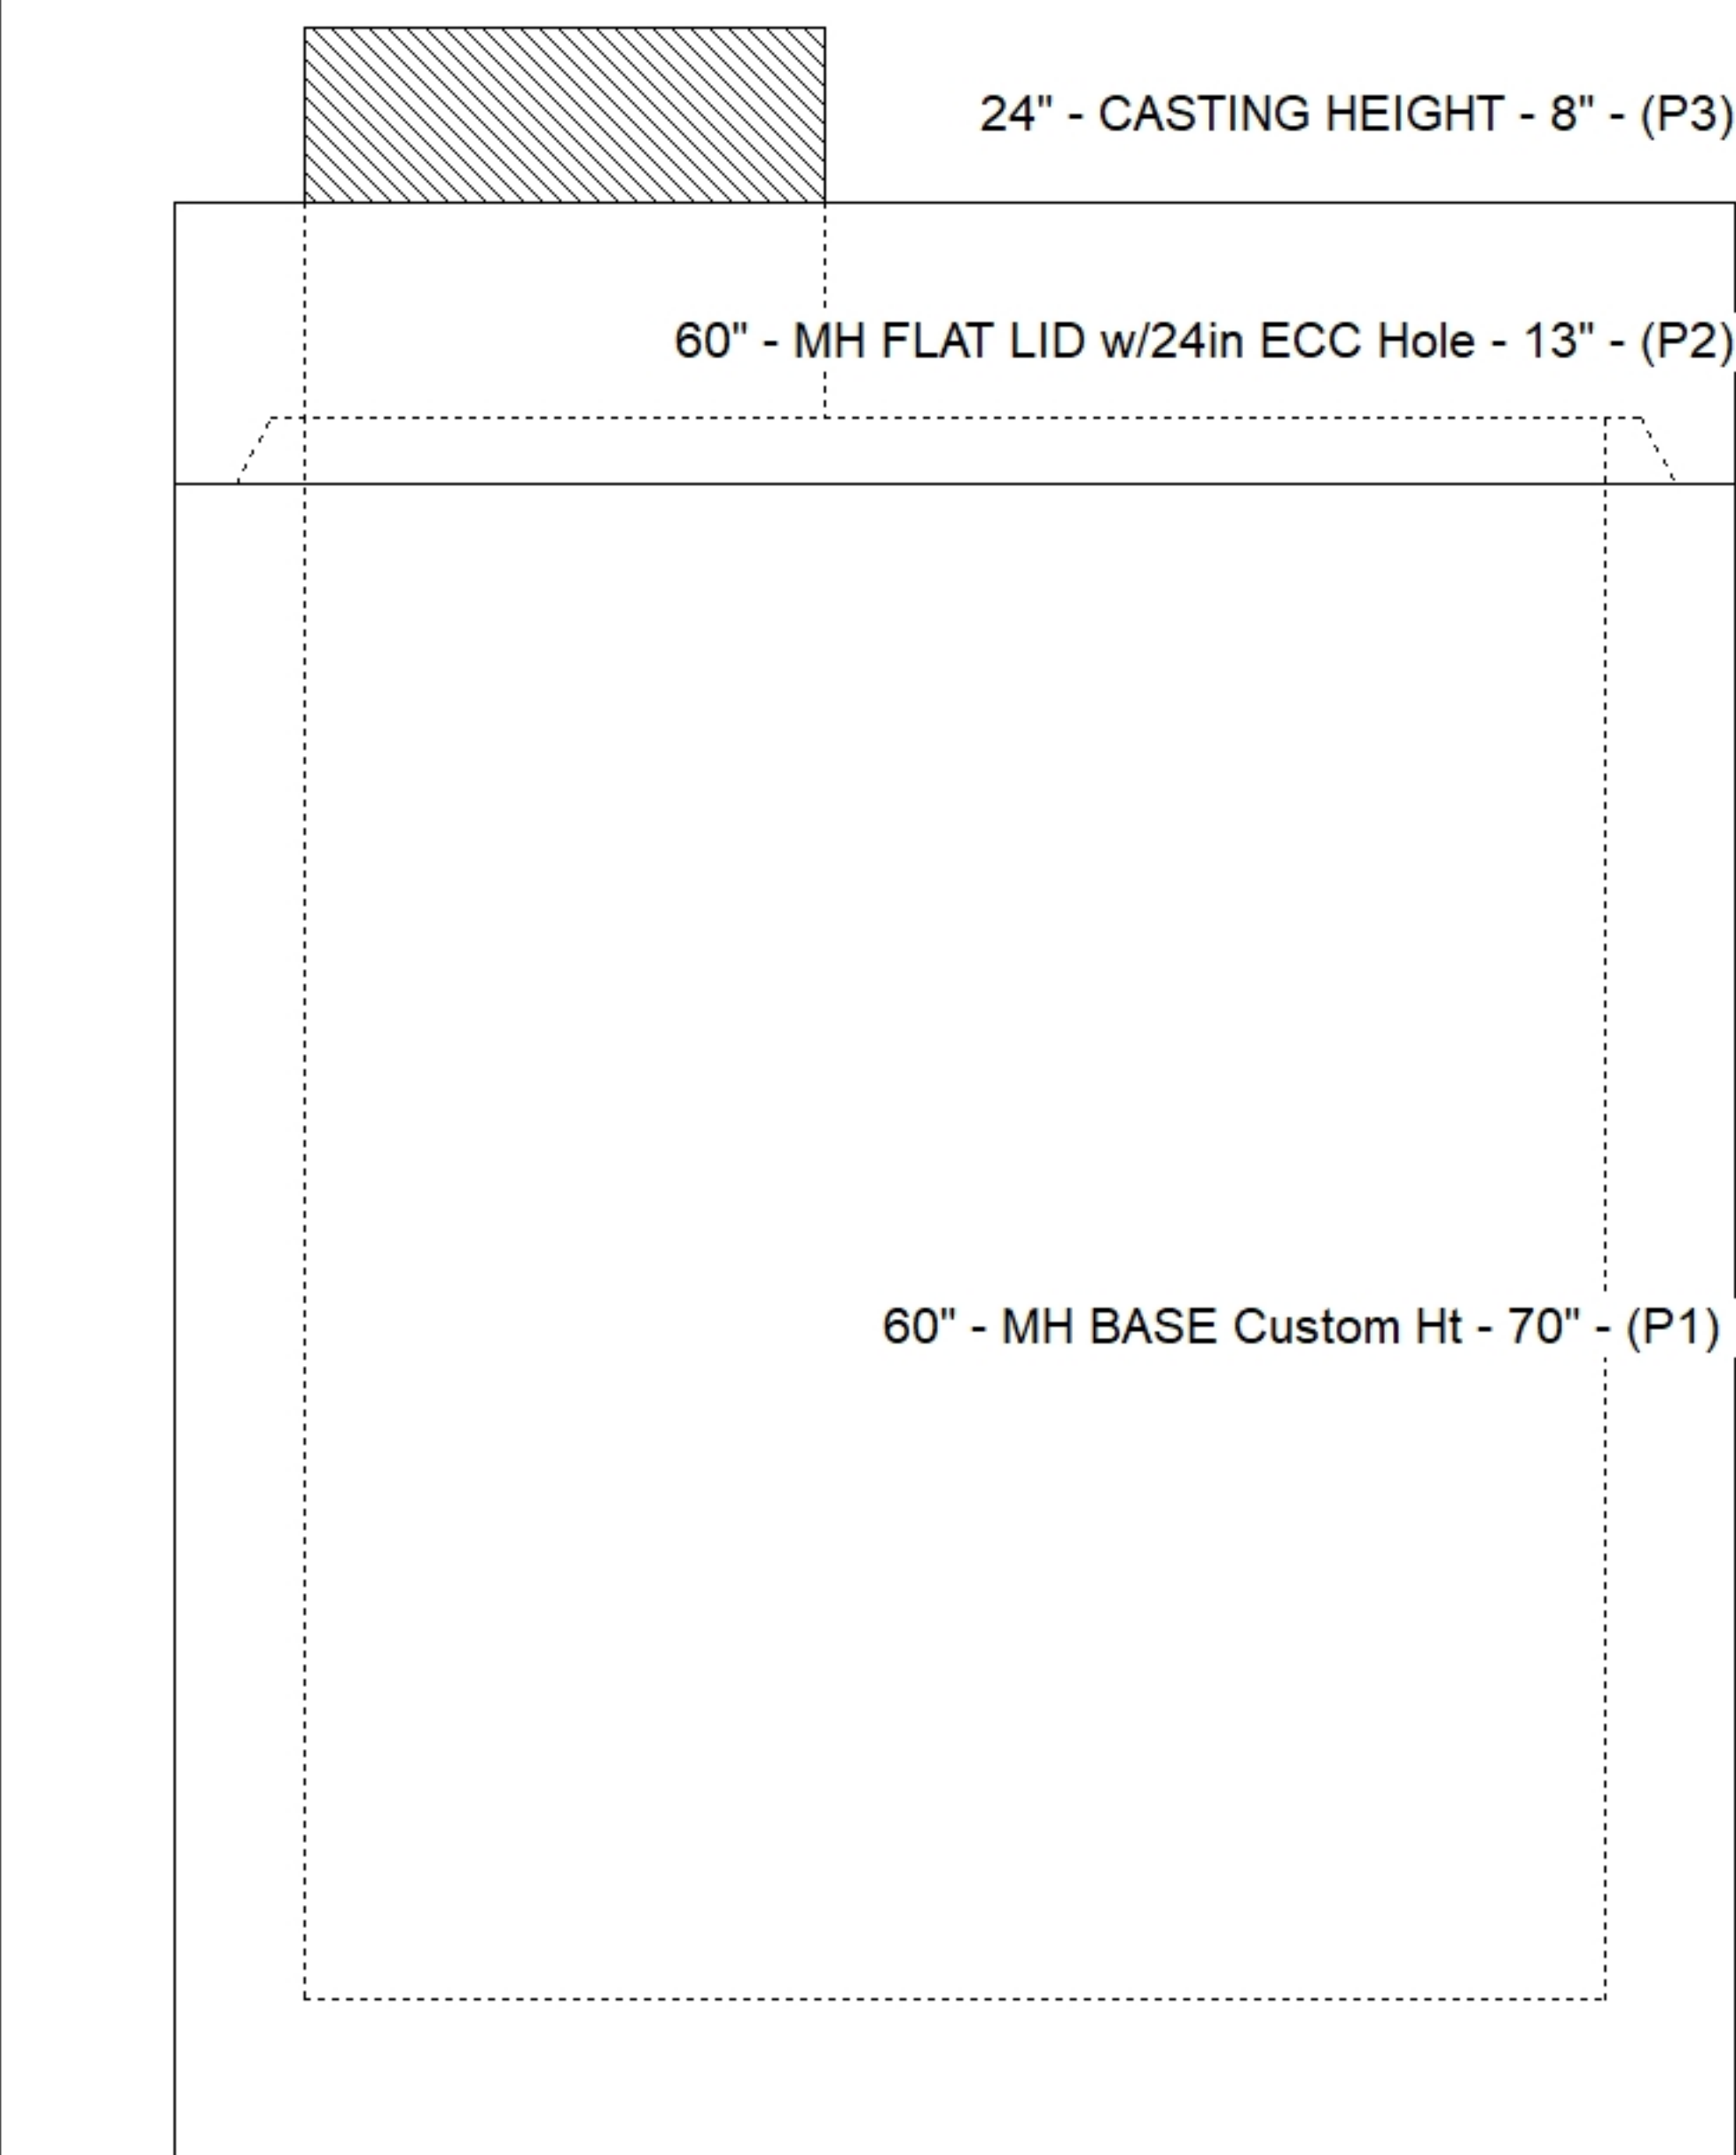 24" - CASTING HEIGHT - 8" - (P3)
60" - MH FLAT LID w/24in ECC Hole - 13" - (P2)
60" - MH BASE Custom Ht - 70" - (P1)